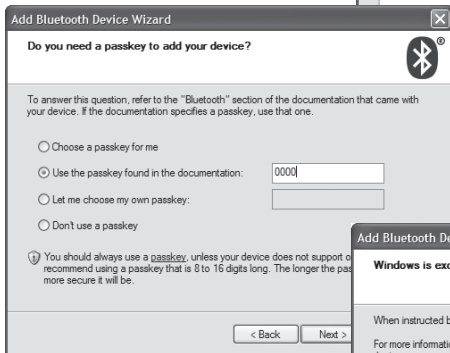 Add Bluetooth Device Wizard
Do you need a passkey to add your device?
To answer this question, refer to the "Bluetooth" section of the documentation that came with
your device. If the documentation specifies a passkey, use that one.
Choose a passkey for me
Use the passkey found in the documentation: 0000
Let me choose my own passkey:
Don't use a passkey
You should always use a passkey, unless your device does not support o
recommend using a passkey that is 8 to 16 digits long. The longer the pas
more secure it will be.
< Back Next >
Add Bluetooth De
Windows is exc
When instructed b
For more informatio